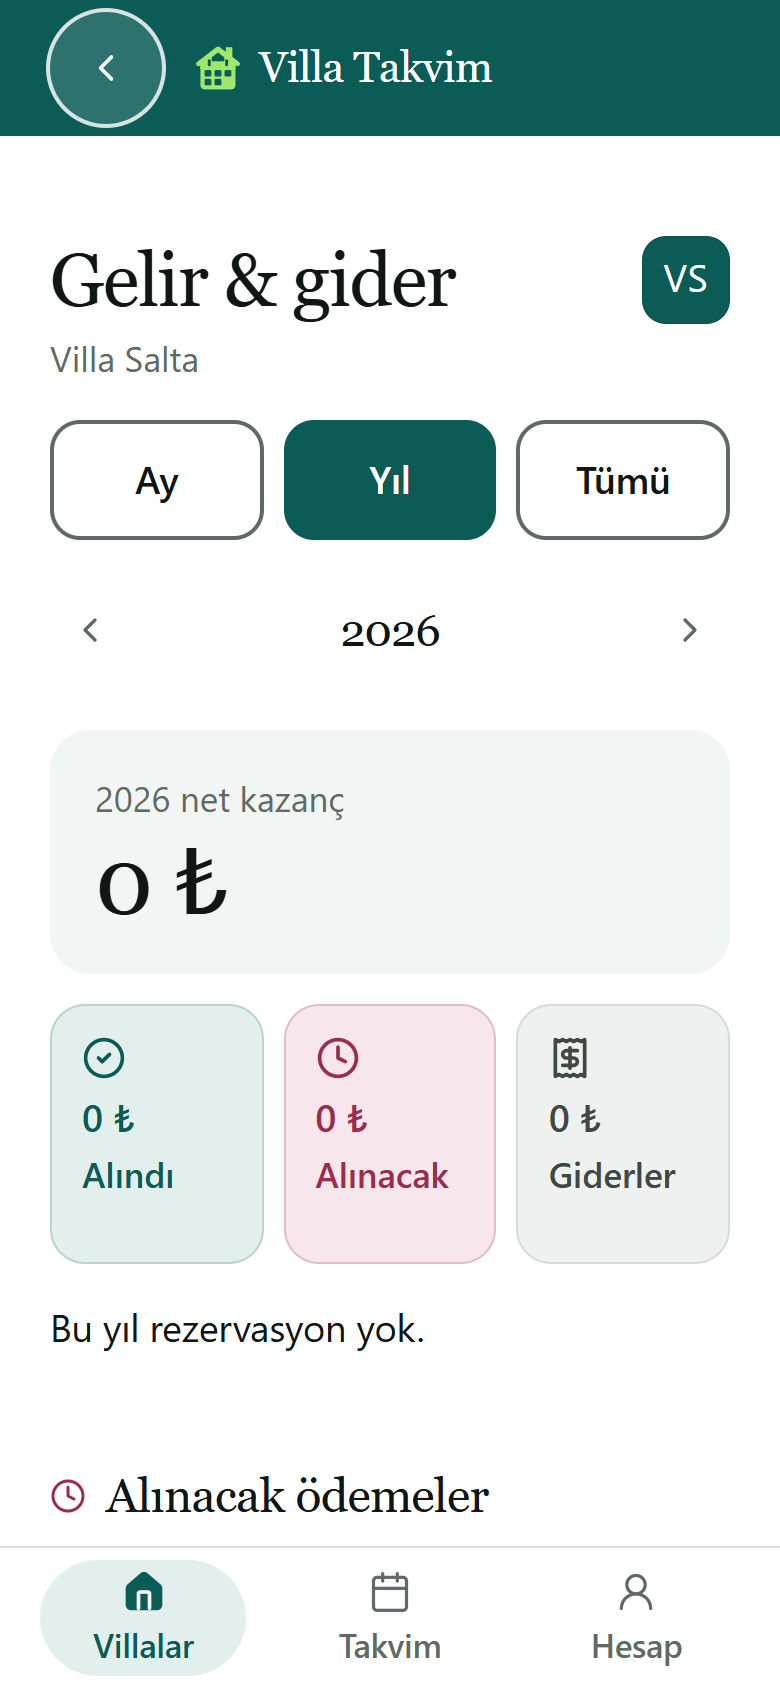 Villa Takvim
Gelir & gider
VS
Villa Salta
Ay
Yıl
Tümü
2026
2026 net kazanç
0 ₺
0 ₺
Alındı
0 ₺
Alınacak
0 ₺
Giderler
Bu yıl rezervasyon yok.
Alınacak ödemeler
Villalar
Takvim
Hesap